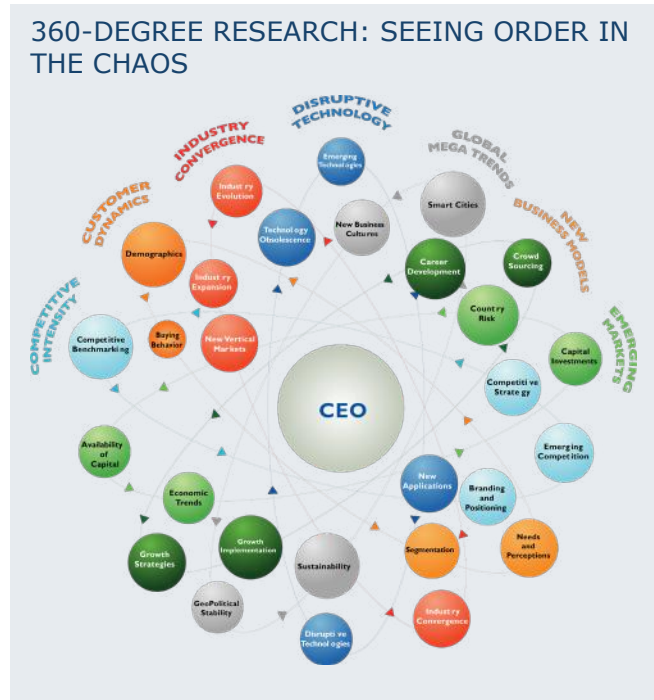 360-DEGREE RESEARCH: SEEING ORDER IN
THE CHAOS
DISRUPTIVE
TECHNOLOGY
INDUSTRY
CONVERGENCE
GLOBAL
MEGA TRENDS
CUSTOMER
DYNAMICS
NEW
BUSINESS MODELS
COMPETITIVE
INTENSITY
EMERGING
MARKETS
Emerging
Technologies
Industry
Evolution
Smart Cities
Technology
Obsolescence
New Business
Cultures
Demographics
Career
Development
Crowd
Sourcing
Industry
Expansion
Country
Risk
Competitive
Benchmarking
Buying
Behavior
New Vertical
Markets
Capital
Investments
Competitive
Strategy
CEO
Availability
of
Capital
Emerging
Competition
Economic
Trends
New
Applications
Branding
and
Positioning
Growth
Strategies
Growth
Implementation
Sustainability
Segmentation
Needs
and
Perceptions
GeoPolitical
Stability
Industry
Convergence
Disruptive
Technologies